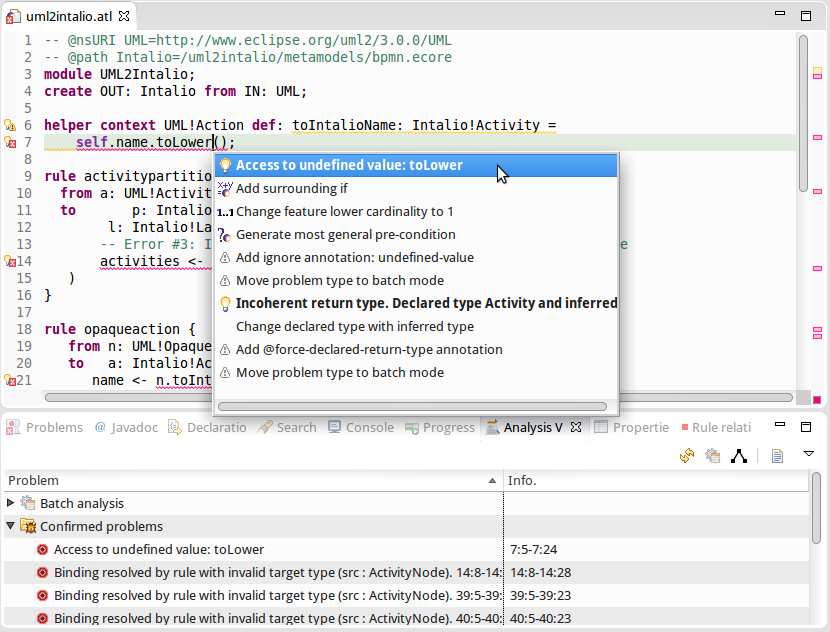 uml2intalio.atl
1 -- @nsURI UML=http://www.eclipse.org/uml2/3.0.0/UML
2 -- @path Intalio=/uml2intalio/metamodels/bpmn.ecore
3 module UML2Intalio;
4 create OUT: Intalio from IN: UML;
5
6 helper context UML!Action def: toIntalioName: Intalio!Activity =
7 self.name.toLower();
8
9 rule activitypartitio
10 from a: UML!Activit
11 to p: Intalio
12 l: Intalio!La
13 -- Error #3: I e
14 activities <-
15 )
16 }
17
18 rule opaqueaction {
19 from n: UML!Opaque
20 to a: Intalio!Ac
21 name <- n.toInt
Access to undefined value: toLower
x+y Add surrounding if
1..1 Change feature lower cardinality to 1
Generate most general pre-condition
Add ignore annotation: undefined-value
Move problem type to batch mode
Incoherent return type. Declared type Activity and inferred
Change declared type with inferred type
Add @force-declared-return-type annotation
Move problem type to batch mode
Problems @ Javadoc Declaratio Search Console Progress Analysis V Propertie Rule relati
Problem Info.
Batch analysis
Confirmed problems
Access to undefined value: toLower 7:5-7:24
Binding resolved by rule with invalid target type (src : ActivityNode). 14:8-14: 14:8-14:28
Binding resolved by rule with invalid target type (src : ActivityNode). 39:5-39: 39:5-39:23
Binding resolved by rule with invalid target type (src : ActivityNode). 40:5-40: 40:5-40:23